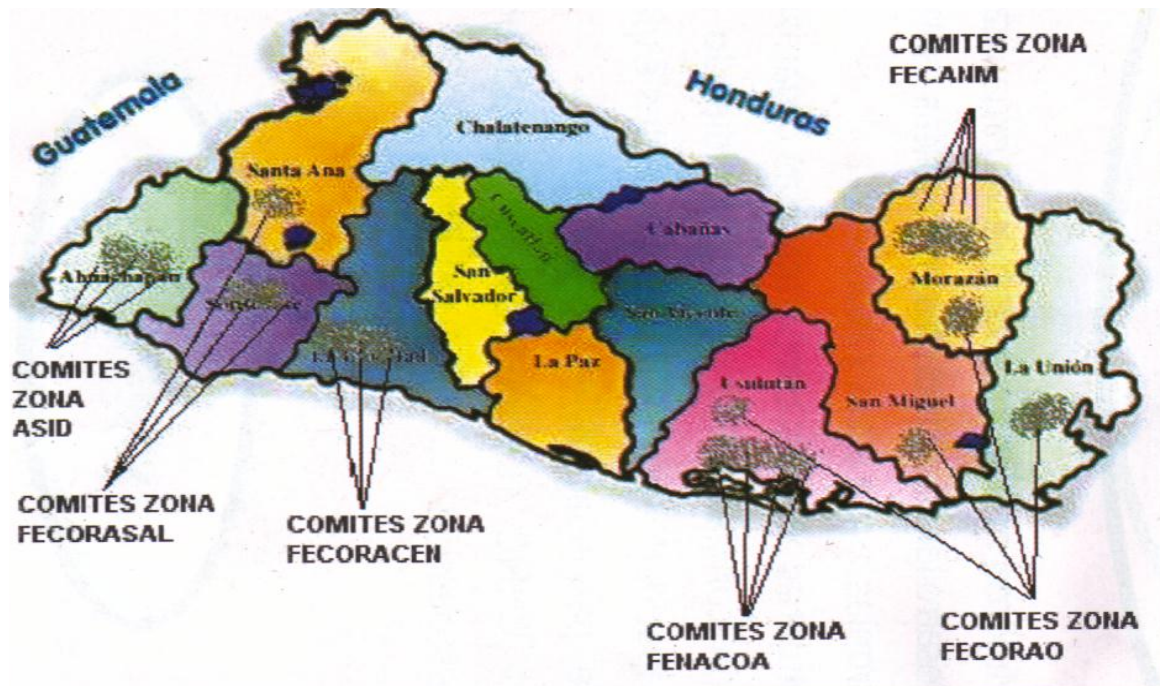 COMITES ZONA
FECANM
Guatemala
Honduras
Chalatenango
Santa Ana
Cuscatlán
Cabañas
Ahuachapán
San
Salvador
Morazán
Sonsonate
San Vicente
La Libertad
La Paz
Usulután
La Unión
San Miguel
COMITES
ZONA
ASID
COMITES ZONA
FECORASAL
COMITES ZONA
FECORACEN
COMITES ZONA
FENACOA
COMITES ZONA
FECORAO